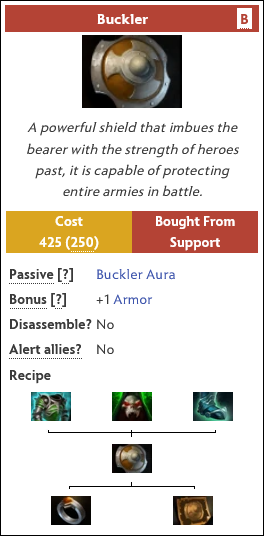 Buckler B
A powerful shield that imbues the
bearer with the strength of heroes
past, it is capable of protecting
entire armies in battle.
Cost Bought From
425 (250) Support
Passive [?] Buckler Aura
Bonus [?] +1 Armor
Disassemble? No
Alert allies? No
Recipe